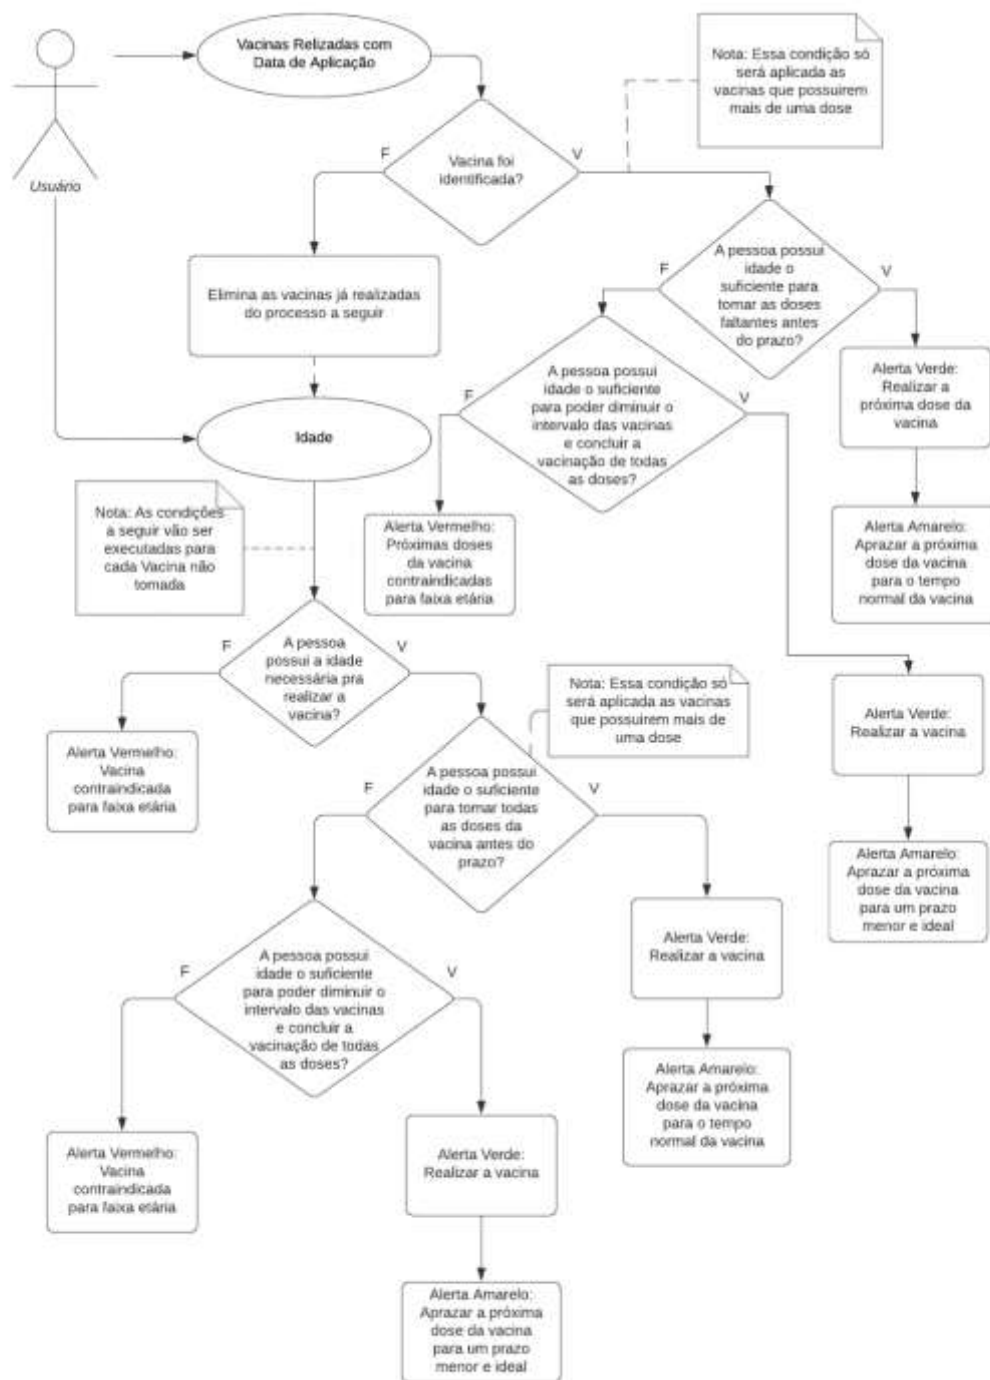 Vacinas Relizadas com
Data de Aplicação
Nota: Essa condição só
será aplicada as
vacinas que possuirem
mais de uma dose
Usuário
F
Vacina foi
identificada?
V
Elimina as vacinas já realizadas
do processo a seguir
F
A pessoa possui
idade o
suficiente para
tomar as doses
faltantes antes
do prazo?
V
Alerta Verde:
Realizar a
próxima dose da
vacina
Alerta Amarelo:
Aprazar a próxima
dose da vacina
para o tempo
normal da vacina
F
A pessoa possui
idade o suficiente
para poder diminuir o
intervalo das vacinas
e concluir a
vacinação de todas
as doses?
V
Idade
Alerta Vermelho:
Próximas doses
da vacina
contraindicadas
para faixa etária
Nota: As condições
a seguir vão ser
executadas para
cada Vacina não
tomada
F
A pessoa
possui a idade
necessária pra
realizar a
vacina?
V
Nota: Essa condição só
será aplicada as vacinas
que possuirem mais de
uma dose
Alerta Verde:
Realizar a vacina
Alerta Amarelo:
Aprazar a próxima
dose da vacina
para um prazo
menor e ideal
Alerta Vermelho:
Vacina
contraindicada
para faixa etária
F
A pessoa possui
idade o suficiente
para tomar todas
as doses da
vacina antes do
prazo?
V
Alerta Verde:
Realizar a vacina
Alerta Amarelo:
Aprazar a próxima
dose da vacina
para o tempo
normal da vacina
F
A pessoa possui
idade o suficiente
para poder diminuir o
intervalo das vacinas
e concluir a
vacinação de todas
as doses?
V
Alerta Vermelho:
Vacina
contraindicada
para faixa etária
Alerta Verde:
Realizar a vacina
Alerta Amarelo:
Aprazar a próxima
dose da vacina
para um prazo
menor e ideal